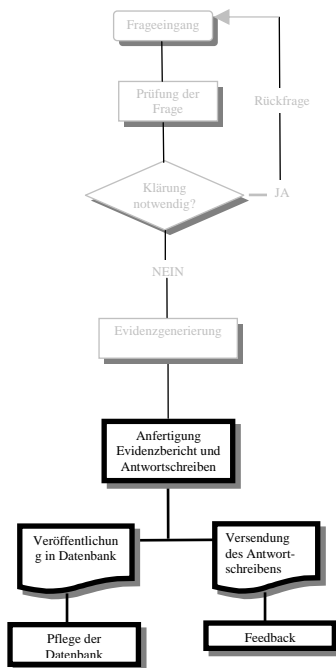 Frageeingang
Prüfung der
Frage
Rückfrage
Klärung
notwendig?
JA
NEIN
Evidenzgenerierung
Anfertigung
Evidenzbericht und
Antwortschreiben
Veröffentlichun
g in Datenbank
Versendung
des Antwort-
schreibens
Pflege der
Datenbank
Feedback